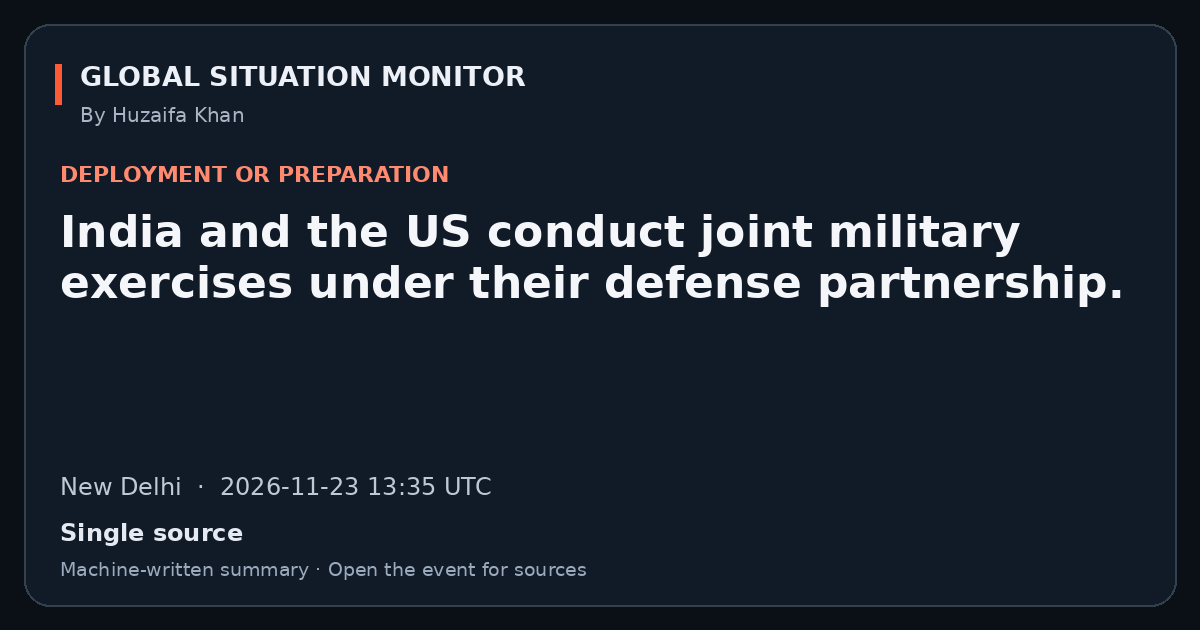 GLOBAL SITUATION MONITOR
By Huzaifa Khan
DEPLOYMENT OR PREPARATION
India and the US conduct joint military
exercises under their defense partnership.
New Delhi · 2026-11-23 13:35 UTC
Single source
Machine-written summary · Open the event for sources